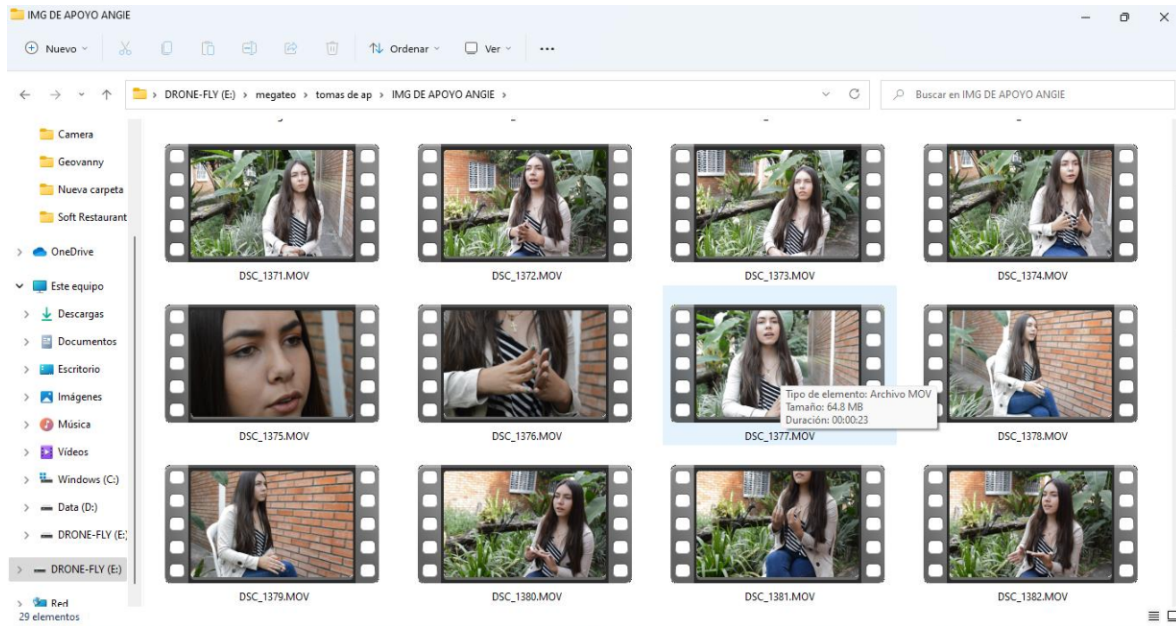 IMG DE APOYO ANGIE
Nuevo
Ordenar
Ver
DRONE-FLY (E:) > megateo > tomas de ap > IMG DE APOYO ANGIE >
Buscar en IMG DE APOYO ANGIE
Camera
Geovanny
Nueva carpeta
Soft Restaurant
OneDrive
Este equipo
Descargas
Documentos
Escritorio
Imágenes
Música
Vídeos
Windows (C:)
Data (D:)
DRONE-FLY (E:)
DRONE-FLY (E:)
Red
DSC_1371.MOV
DSC_1372.MOV
DSC_1373.MOV
DSC_1374.MOV
DSC_1375.MOV
DSC_1376.MOV
DSC_1377.MOV
DSC_1378.MOV
Tipo de elemento: Archivo MOV
Tamaño: 64.8 MB
Duración: 00:00:23
DSC_1379.MOV
DSC_1380.MOV
DSC_1381.MOV
DSC_1382.MOV
29 elementos